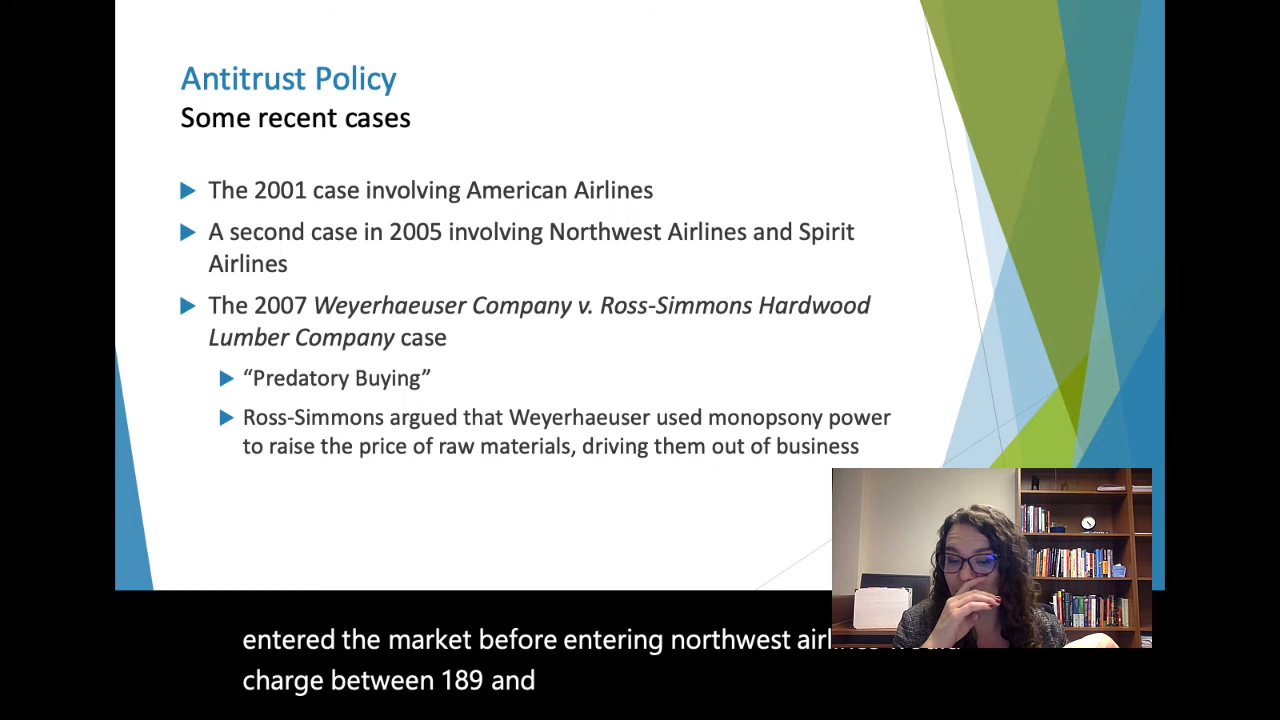 Antitrust Policy
Some recent cases
The 2001 case involving American Airlines
A second case in 2005 involving Northwest Airlines and Spirit
Airlines
The 2007 Weyerhaeuser Company v. Ross-Simmons Hardwood
Lumber Company case
“Predatory Buying”
Ross-Simmons argued that Weyerhaeuser used monopsony power
to raise the price of raw materials, driving them out of business
entered the market before entering northwest
charge between 189 and